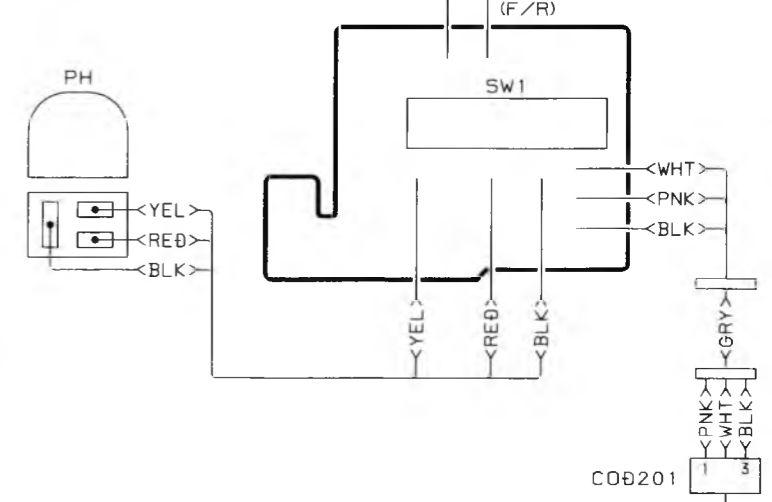 (F/R)
PH
SW1
<WHT>
<PNK>
<BLK>
<YEL>
<RED>
<BLK>
<YEL>
<RED>
<BLK>
<GRY>
<PNK>
<WHT>
<BLK>
1 3
COD201